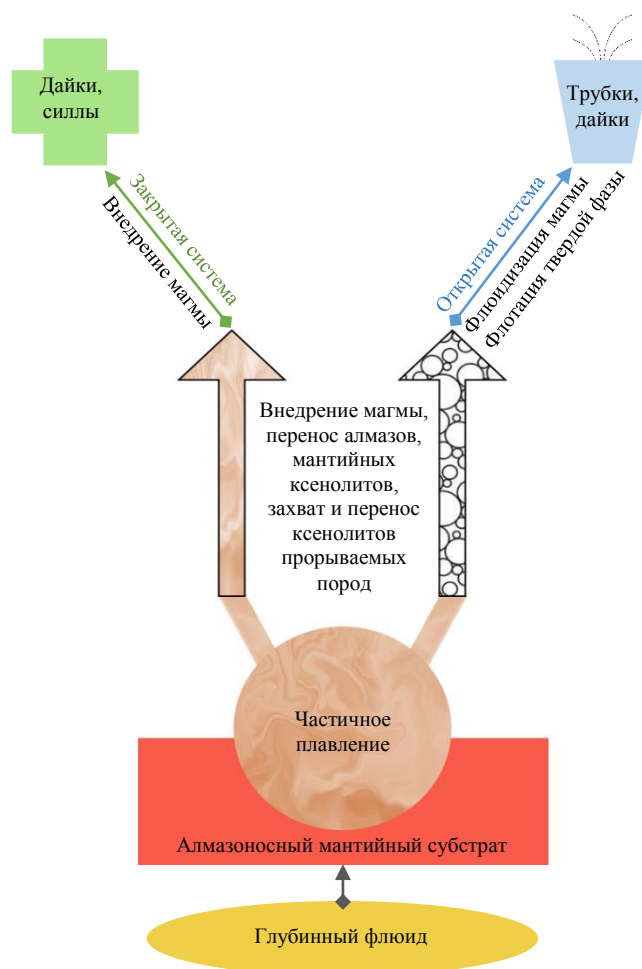 Дайки,
силлы
Трубки,
дайки
Закрытая система
Внедрение магмы
Открытая система
Флюидизация магмы
Флотация твердой фазы
Внедрение магмы,
перенос алмазов,
мантийных
ксенолитов,
захват и перенос
ксенолитов
прорываемых
пород
Частичное
плавление
Алмазоносный мантийный субстрат
Глубинный флюид